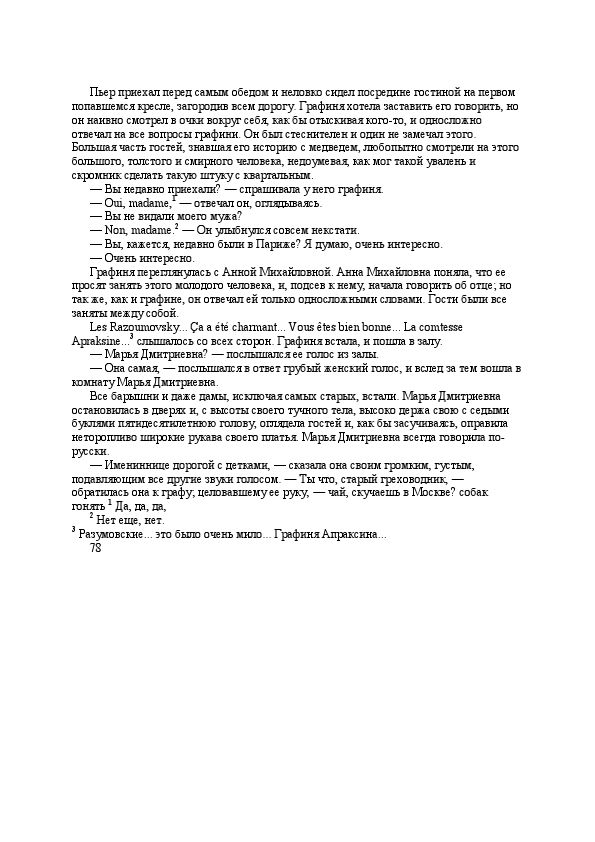 Пьер приехал перед самым обедом и неловко сидел посредине гостиной на первом
попавшемся кресле, загородив всем дорогу. Графиня хотела заставить его говорить, но
он наивно смотрел в очки вокруг себя, как бы отыскивая кого-то, и односложно
отвечал на все вопросы графини. Он был стеснителен и один не замечал этого.
Большая часть гостей, знавшая его историю с медведем, любопытно смотрели на этого
большого, толстого и смирного человека, недоумевая, как мог такой увалень и
скромник сделать такую штуку с квартальным.
— Вы недавно приехали? — спрашивала у него графиня.
— Oui, madame,¹ — отвечал он, оглядываясь.
— Вы не видали моего мужа?
— Non, madame.² — Он улыбнулся совсем некстати.
— Вы, кажется, недавно были в Париже? Я думаю, очень интересно.
— Очень интересно.
Графиня переглянулась с Анной Михайловной. Анна Михайловна поняла, что ее
просят занять этого молодого человека, и, подсев к нему, начала говорить об отце; но
так же, как и графине, он отвечал ей только односложными словами. Гости были все
заняты между собой.
Les Razoumovsky... Ça a été charmant... Vous êtes bien bonne... La comtesse
Apraksine...³ слышалось со всех сторон. Графиня встала, и пошла в залу.
— Марья Дмитриевна? — послышался ее голос из залы.
— Она самая, — послышался в ответ грубый женский голос, и вслед за тем вошла в
комнату Марья Дмитриевна.
Все барышни и даже дамы, исключая самых старых, встали. Марья Дмитриевна
остановилась в дверях и, с высоты своего тучного тела, высоко держа свою с седыми
буклями пятидесятилетнюю голову, оглядела гостей и, как бы засучиваясь, оправила
неторопливо широкие рукава своего платья. Марья Дмитриевна всегда говорила по-
русски.
— Имениннице дорогой с детками, — сказала она своим громким, густым,
подавляющим все другие звуки голосом. — Ты что, старый греховодник, —
обратилась она к графу; целовавшему ее руку, — чай, скучаешь в Москве? собак
гонять ¹ Да, да, да,
² Нет еще, нет.
³ Разумовские... это было очень мило... Графиня Апраксина...
78